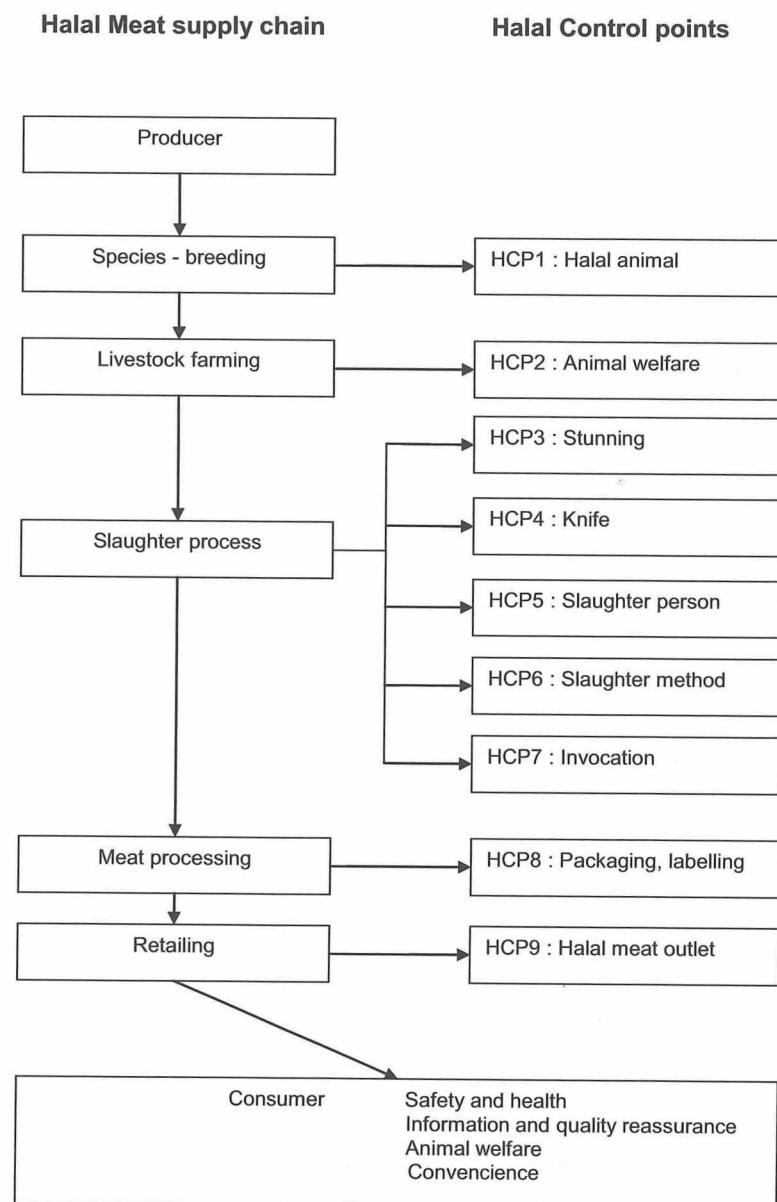 Halal Meat supply chain
Halal Control points
Producer
Species - breeding
HCP1 : Halal animal
Livestock farming
HCP2 : Animal welfare
HCP3 : Stunning
HCP4 : Knife
Slaughter process
HCP5 : Slaughter person
HCP6 : Slaughter method
HCP7 : Invocation
Meat processing
HCP8 : Packaging, labelling
Retailing
HCP9 : Halal meat outlet
Consumer
Safety and health
Information and quality reassurance
Animal welfare
Convencience